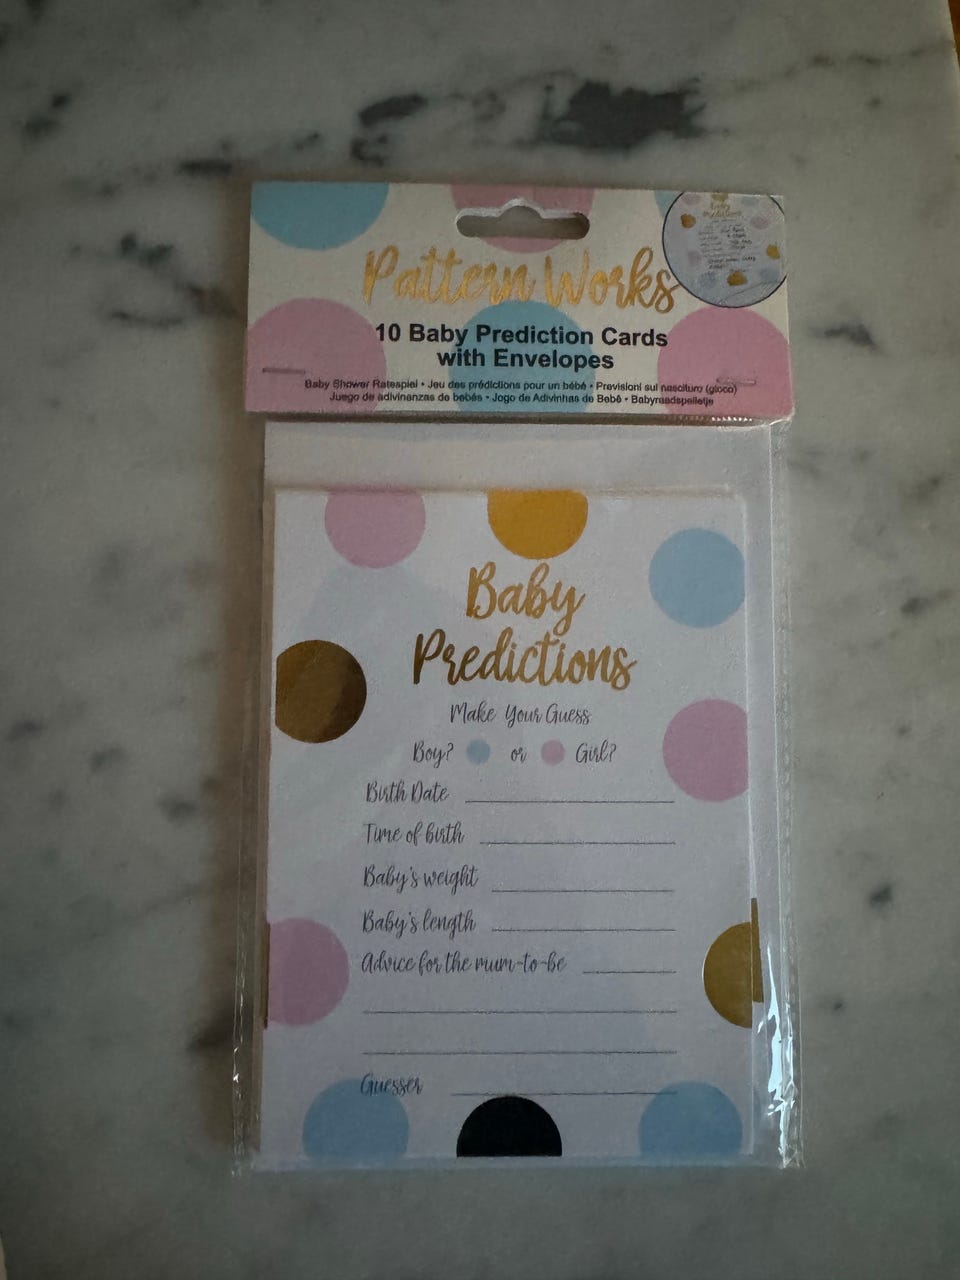 Pattern Works
10 Baby Prediction Cards
with Envelopes
Baby Shower Ratespiel • Jeu des prédictions pour un bébé • Previsioni sul nascituro (gioco)
Juego de adivinanzas de bebés • Jogo de Adivinhas de Bebê • Babyraadspelletje
Baby
Predictions
Baby
Predictions
Make Your Guess
Boy? or Girl?
Birth Date
Time of birth
Baby's weight
Baby's length
Advice for the mum-to-be
Guesser